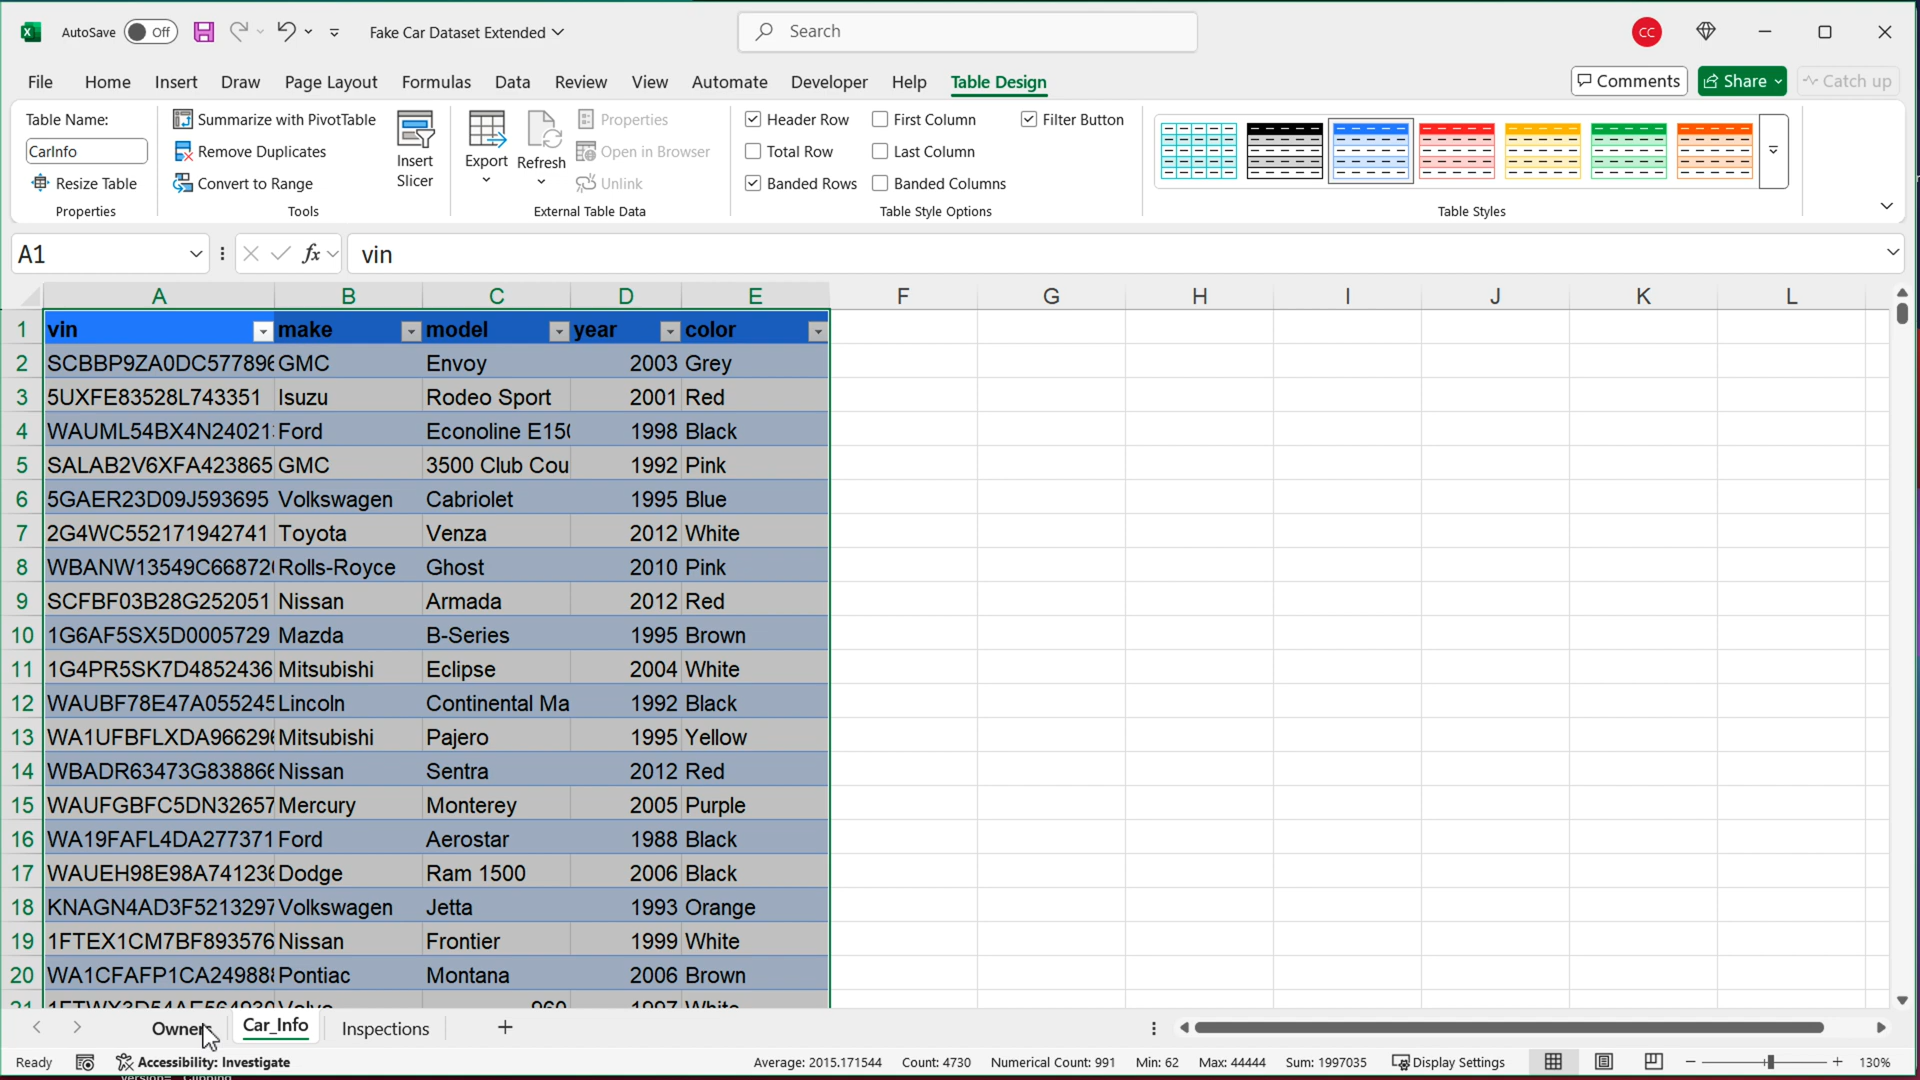 AutoSave Off Fake Car Dataset Extended Search CC
File Home Insert Draw Page Layout Formulas Data Review View Automate Developer Help Table Design Comments Share Catch up
Table Name:
CarInfo
Resize Table
Properties
Summarize with PivotTable
Remove Duplicates
Convert to Range
Tools
Insert
Slicer
Export
Refresh
Properties
Open in Browser
Unlink
External Table Data
Header Row First Column Filter Button
Total Row Last Column
Banded Rows Banded Columns
Table Style Options
Table Styles
A1 fx vin
A B C D E F G H I J K L
1 vin make model year color
2 SCBBP9ZA0DC577896 GMC Envoy 2003 Grey
3 5UXFE83528L743351 Isuzu Rodeo Sport 2001 Red
4 WAUML54BX4N24021 Ford Econoline E150 1998 Black
5 SALAB2V6XFA423865 GMC 3500 Club Cou 1992 Pink
6 5GAER23D09J593695 Volkswagen Cabriolet 1995 Blue
7 2G4WC552171942741 Toyota Venza 2012 White
8 WBANW13549C66872 Rolls-Royce Ghost 2010 Pink
9 SCFBF03B28G252051 Nissan Armada 2012 Red
10 1G6AF5SX5D0005729 Mazda B-Series 1995 Brown
11 1G4PR5SK7D4852436 Mitsubishi Eclipse 2004 White
12 WAUBF78E47A055245 Lincoln Continental Ma 1992 Black
13 WA1UFBFLXDA966296 Mitsubishi Pajero 1995 Yellow
14 WBADR63473G838866 Nissan Sentra 2012 Red
15 WAUFGBFC5DN32657 Mercury Monterey 2005 Purple
16 WA19FAFL4DA277371 Ford Aerostar 1988 Black
17 WAUEH98E98A741236 Dodge Ram 1500 2006 Black
18 KNAGN4AD3F5213297 Volkswagen Jetta 1993 Orange
19 1FTEX1CM7BF893576 Nissan Frontier 1999 White
20 WA1CFAFP1CA249888 Pontiac Montana 2006 Brown
21 Volvo 960 1997 White
Owners Car_Info Inspections
Ready Accessibility: Investigate Average: 2015.171544 Count: 4730 Numerical Count: 991 Min: 62 Max: 44444 Sum: 1997035 Display Settings 130%